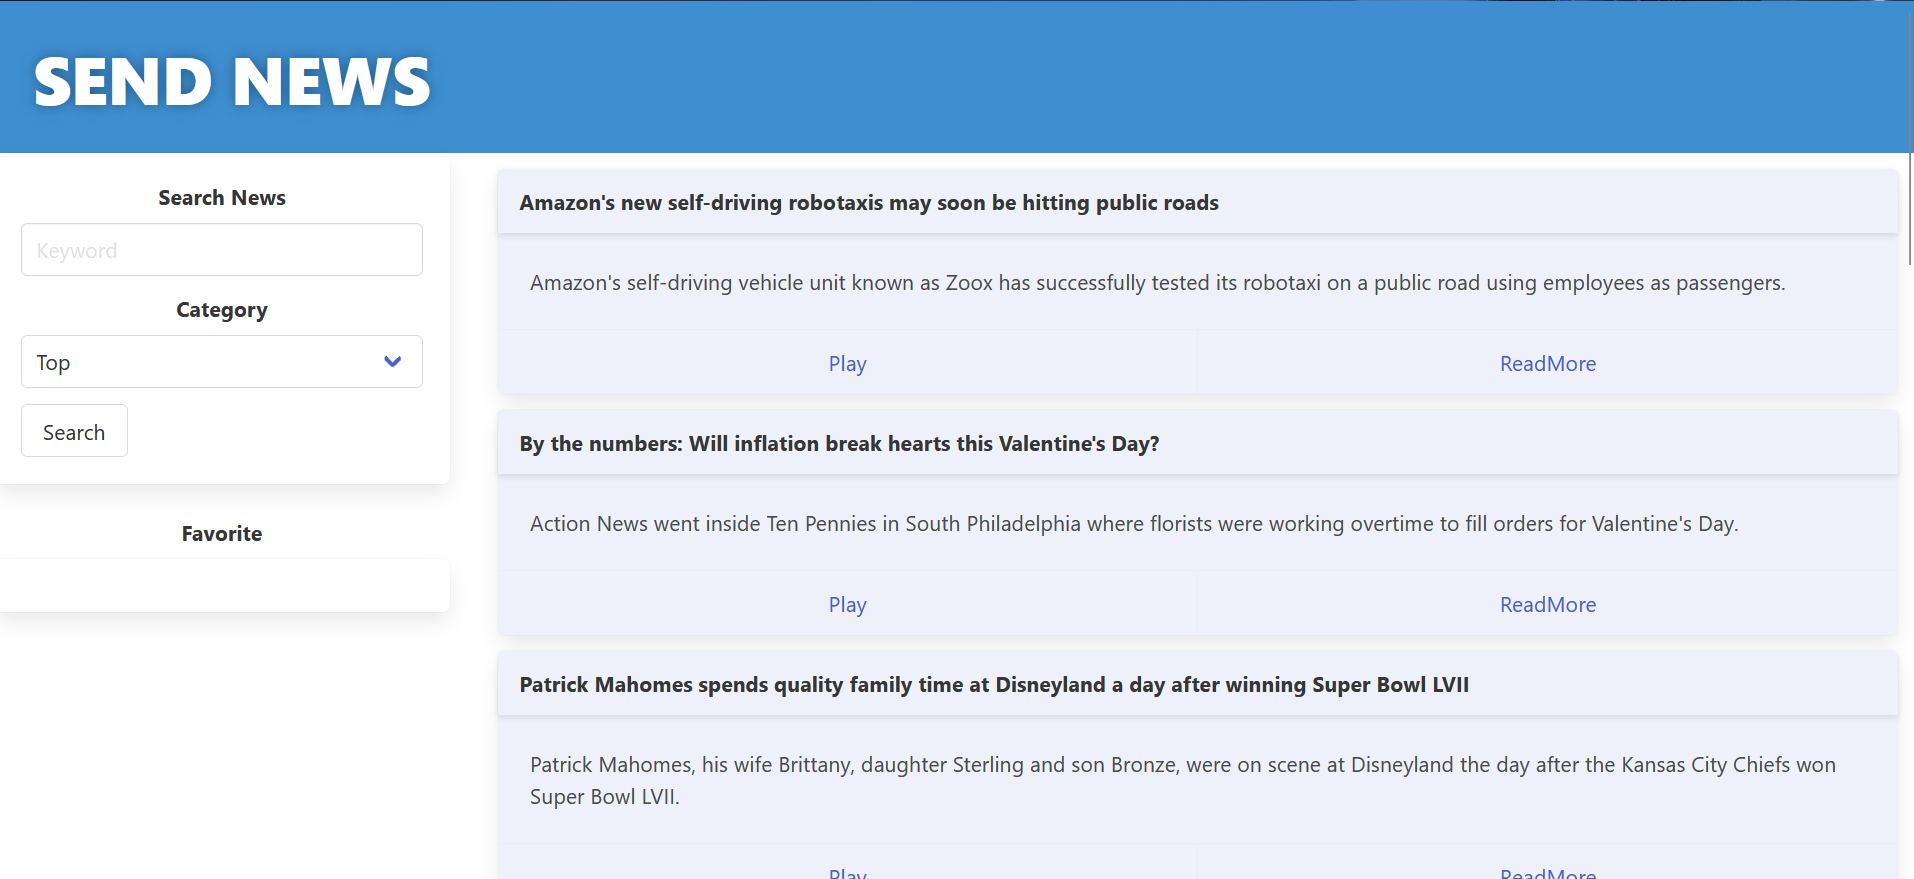 SEND NEWS
Search News
Keyword
Category
Top
Search
Favorite
Amazon's new self-driving robotaxis may soon be hitting public roads
Amazon's self-driving vehicle unit known as Zoox has successfully tested its robotaxi on a public road using employees as passengers.
Play
ReadMore
By the numbers: Will inflation break hearts this Valentine's Day?
Action News went inside Ten Pennies in South Philadelphia where florists were working overtime to fill orders for Valentine's Day.
Play
ReadMore
Patrick Mahomes spends quality family time at Disneyland a day after winning Super Bowl LVII
Patrick Mahomes, his wife Brittany, daughter Sterling and son Bronze, were on scene at Disneyland the day after the Kansas City Chiefs won
Super Bowl LVII.
Play
ReadMore